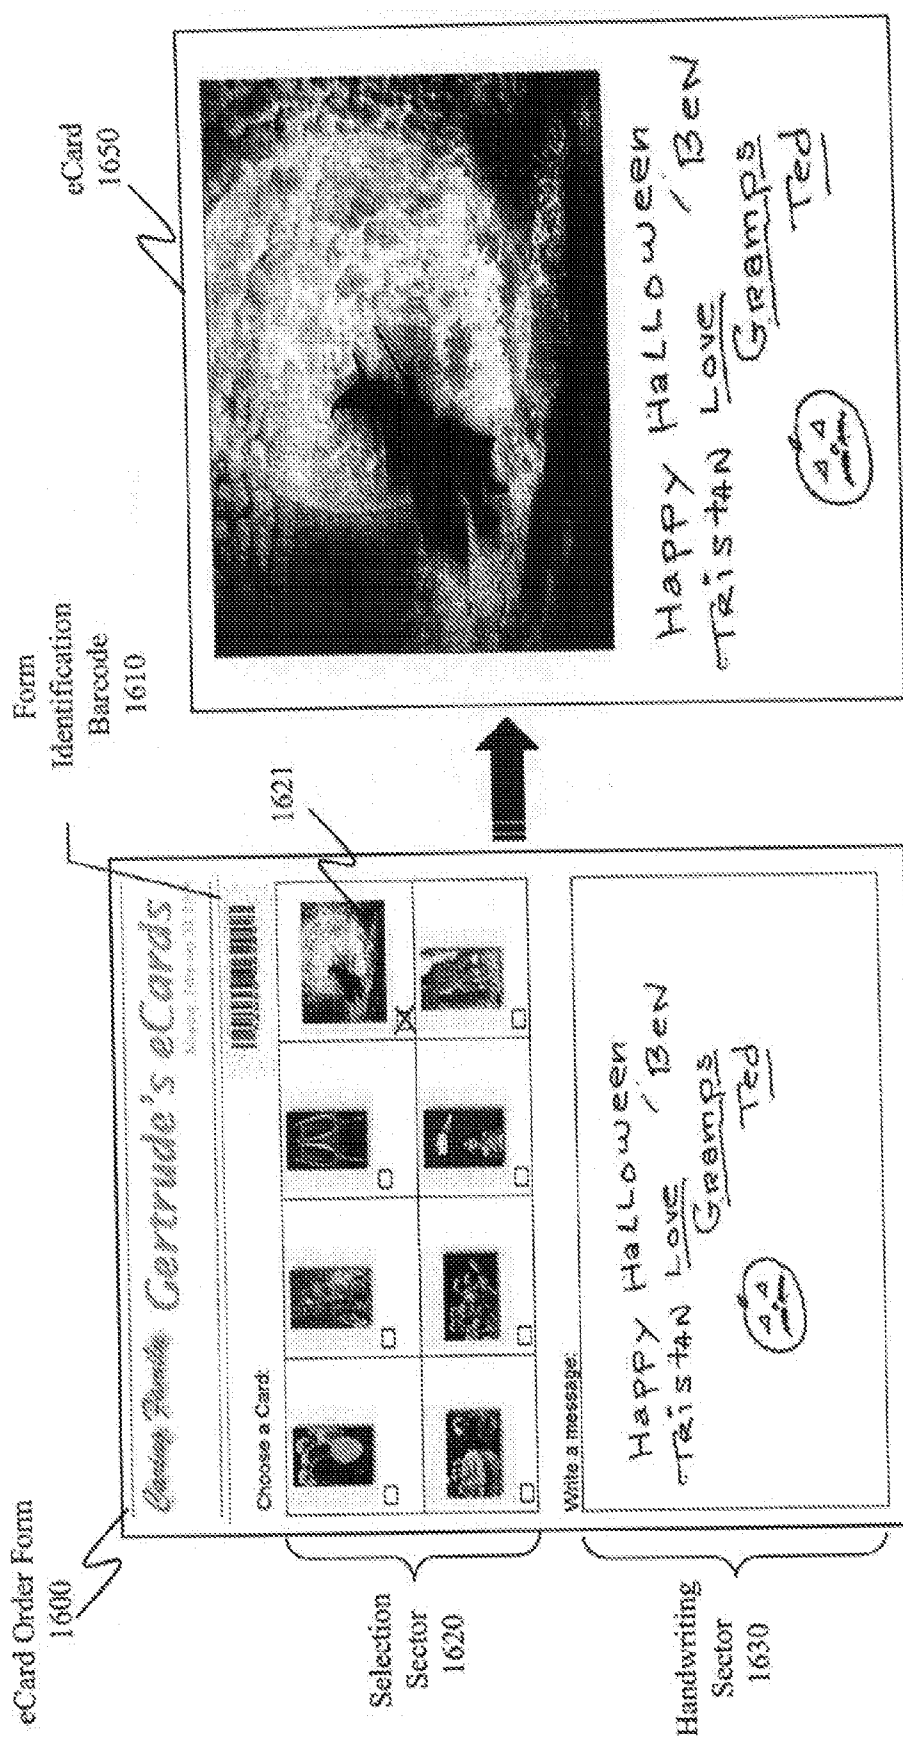 eCard Order Form
1600
Gertrude's eCards
Choose a Card:
Selection
Sector
1620
Write a message:
Happy Halloween
Tristan / Ben
Love
Gramps
Ted
Handwriting
Sector
1630
Form
Identification
Barcode
1610
1621
eCard
1650
Happy Halloween
Tristan / Ben
Love
Gramps
Ted